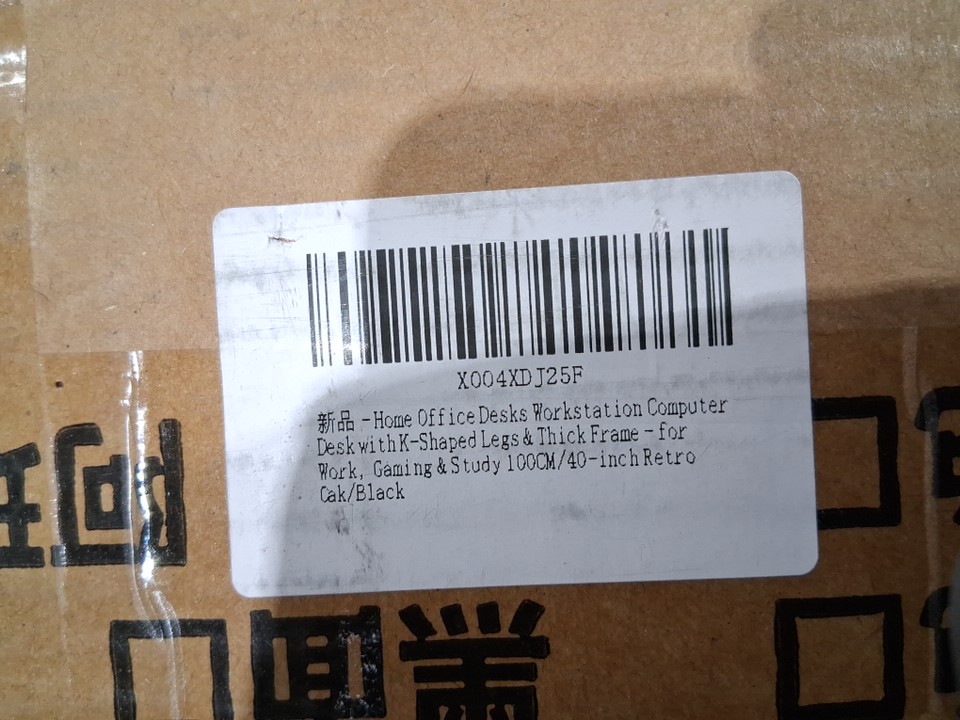 X004XDJ25F
新品 - Home Office Desks Workstation Computer
Desk with K-Shaped Legs & Thick Frame - for
Work, Gaming & Study 100CM/40-inch Retro
Oak/Black